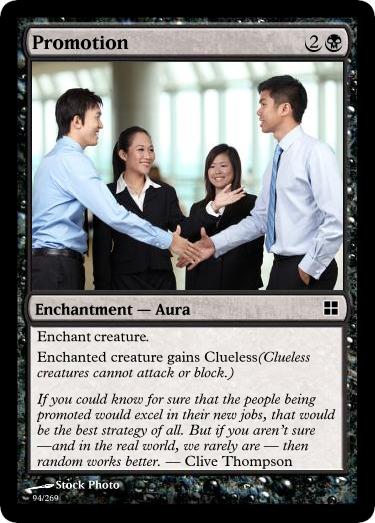 Promotion 2
Enchantment — Aura
Enchant creature.
Enchanted creature gains Clueless(Clueless
creatures cannot attack or block.)
If you could know for sure that the people being
promoted would excel in their new jobs, that would
be the best strategy of all. But if you aren't sure
—and in the real world, we rarely are — then
random works better. — Clive Thompson
Stock Photo
94/269